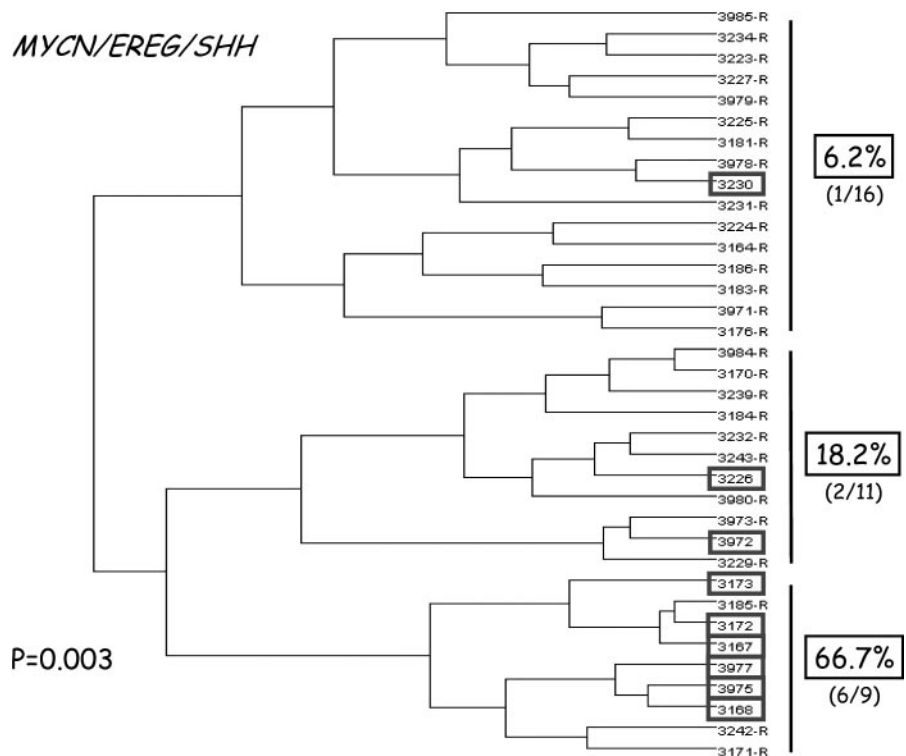 MYCN/EREG/SHH
3985-R
3234-R
3223-R
3227-R
3979-R
3225-R
3181-R
3978-R
3230
3231-R
3224-R
3164-R
3186-R
3183-R
3971-R
3176-R
6.2%
(1/16)
3984-R
3170-R
3239-R
3184-R
3232-R
3243-R
3226
3980-R
3973-R
3972
3229-R
18.2%
(2/11)
3173
3185-R
3172
3167
3977
3975
3168
3242-R
3171-R
66.7%
(6/9)
P=0.003